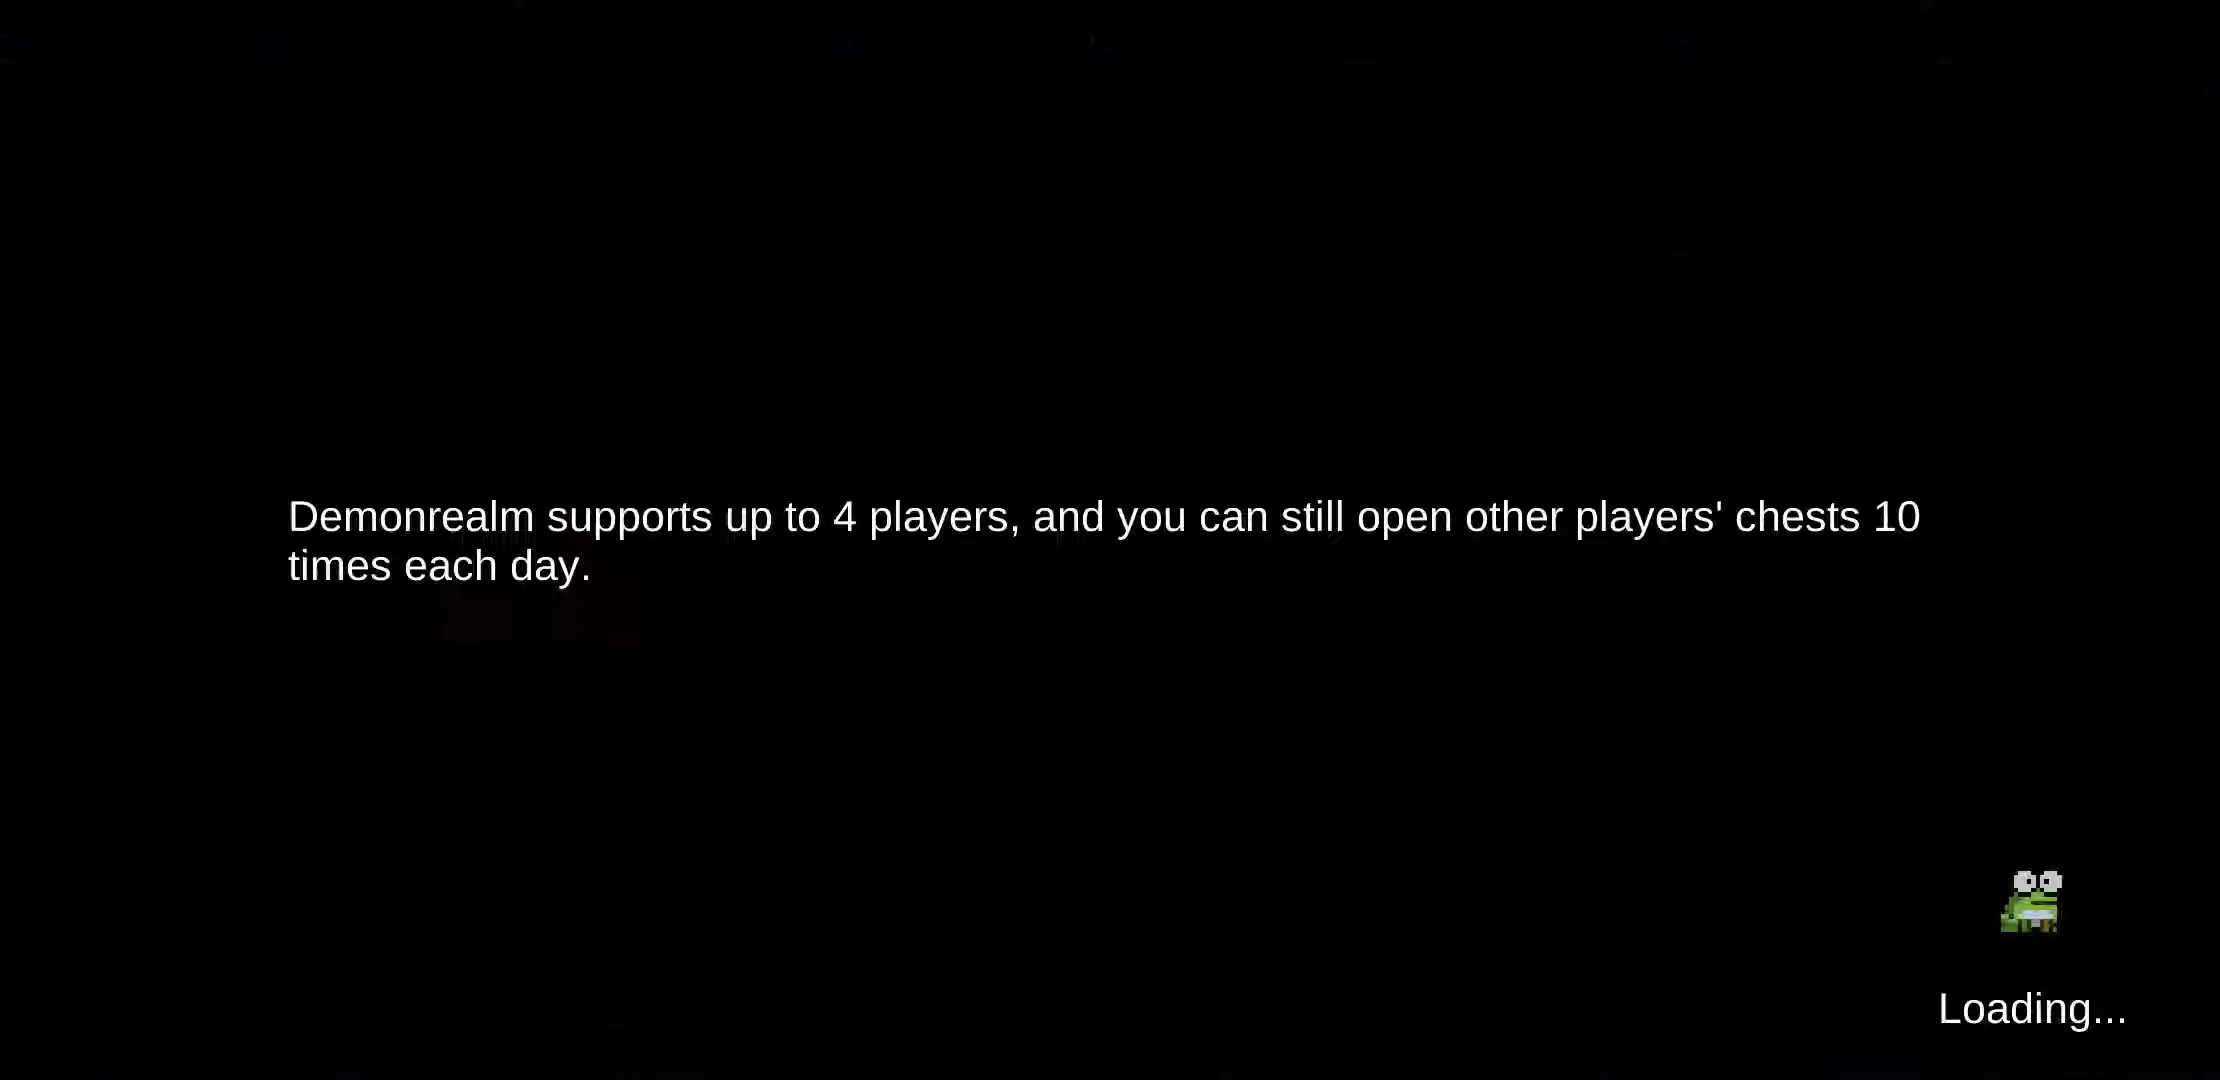 Demonrealm supports up to 4 players, and you can still open other players' chests 10
times each day.
Loading...